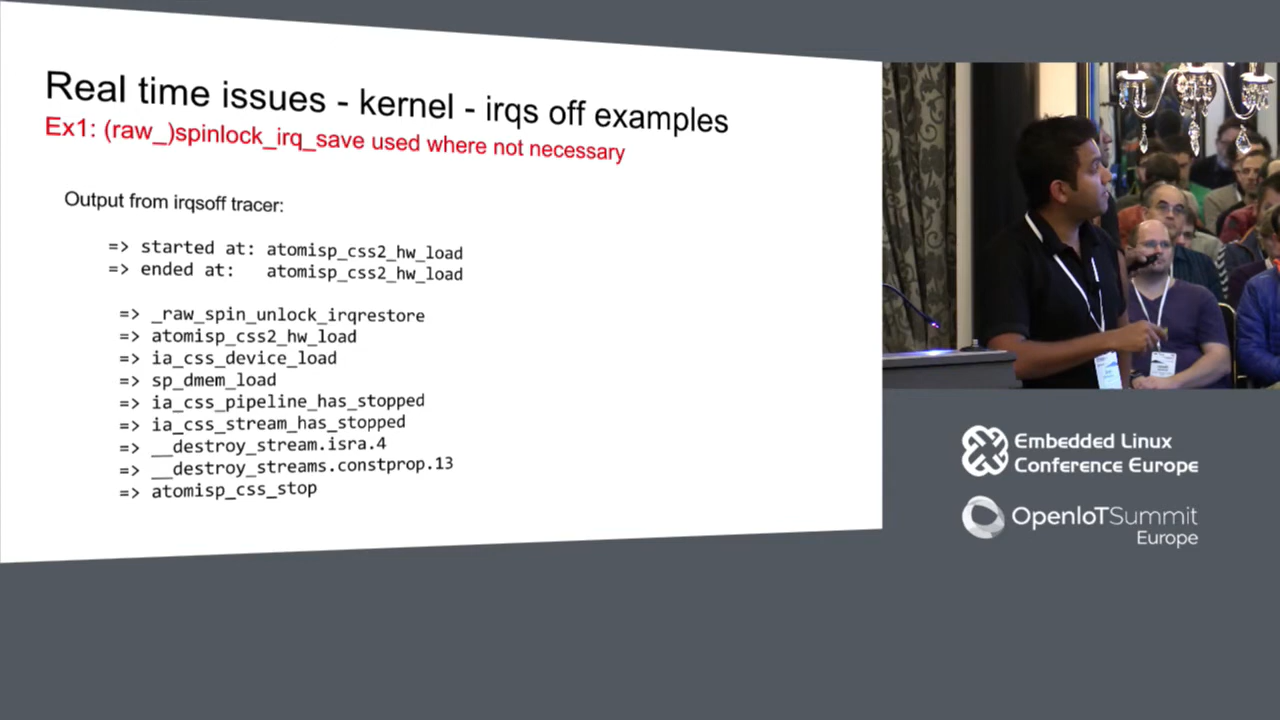 Real time issues - kernel - irqs off examples
Ex1: (raw_)spinlock_irq_save used where not necessary
Output from irqsoff tracer:
=> started at: atomisp_css2_hw_load
=> ended at:   atomisp_css2_hw_load
=> _raw_spin_unlock_irqrestore
=> atomisp_css2_hw_load
=> ia_css_device_load
=> sp_dmem_load
=> ia_css_pipeline_has_stopped
=> ia_css_stream_has_stopped
=> __destroy_stream.isra.4
=> __destroy_streams.constprop.13
=> atomisp_css_stop
Embedded Linux
Conference Europe
OpenIoTSummit
Europe